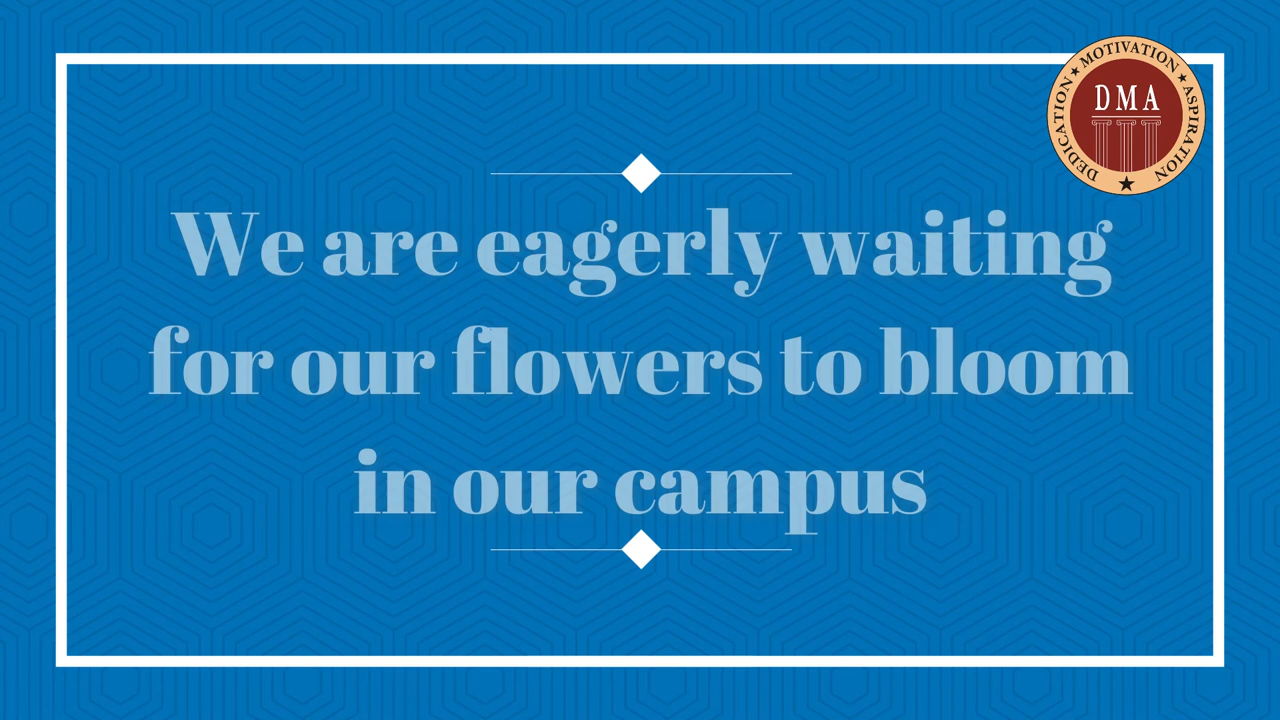 DEDICATION ★ MOTIVATION ★ ASPIRATION
DMA
We are eagerly waiting
for our flowers to bloom
in our campus